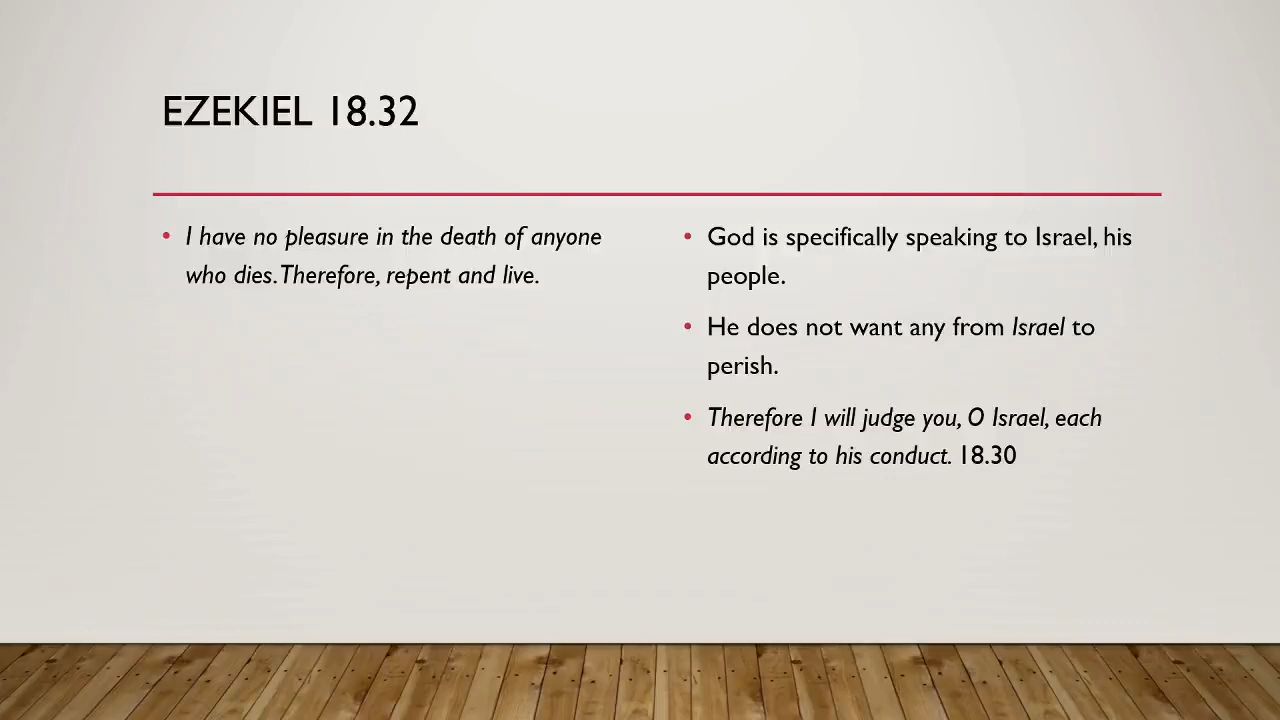 EZEKIEL 18.32
• I have no pleasure in the death of anyone
who dies. Therefore, repent and live.
• God is specifically speaking to Israel, his
people.
• He does not want any from Israel to
perish.
• Therefore I will judge you, O Israel, each
according to his conduct. 18.30